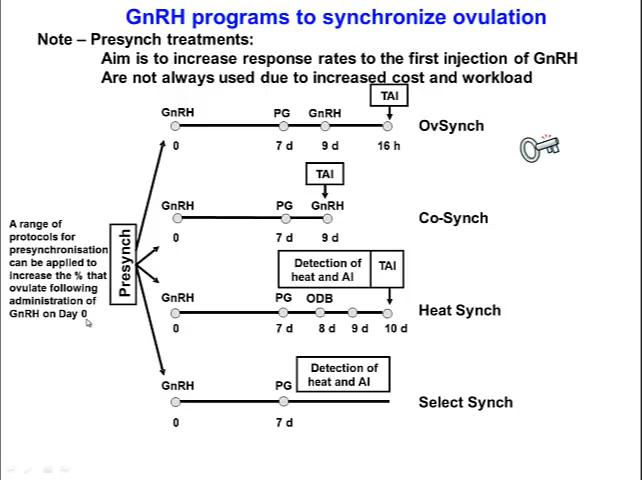 GnRH programs to synchronize ovulation
Note – Presynch treatments:
Aim is to increase response rates to the first injection of GnRH
Are not always used due to increased cost and workload
TAI
GnRH PG GnRH
OvSynch
0 7 d 9 d 16 h
TAI
GnRH PG GnRH
Co-Synch
0 7 d 9 d
A range of
protocols for
presynchronisation
can be applied to
increase the % that
ovulate following
administration of
GnRH on Day 0
Presynch
Detection of
heat and AI
TAI
GnRH PG ODB
Heat Synch
0 7 d 8 d 9 d 10 d
Detection of
heat and AI
GnRH PG
Select Synch
0 7 d